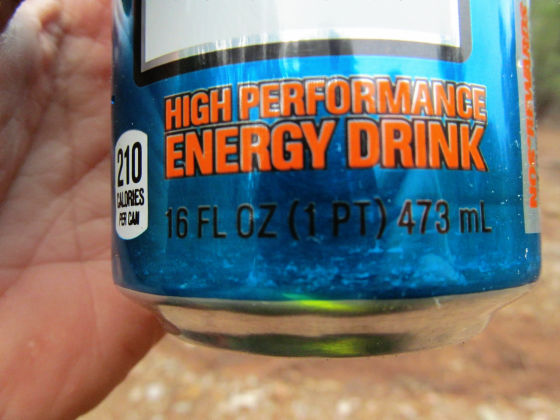 HIGH PERFORMANCE
ENERGY DRINK
210
CALORIES
PER CAN
16 FL OZ (1 PT) 473 mL